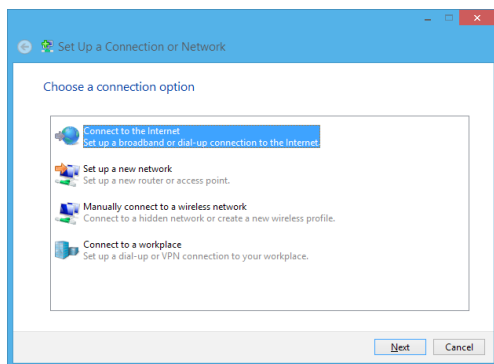 Set Up a Connection or Network
Choose a connection option
Connect to the Internet
Set up a broadband or dial-up connection to the Internet.
Set up a new network
Set up a new router or access point.
Manually connect to a wireless network
Connect to a hidden network or create a new wireless profile.
Connect to a workplace
Set up a dial-up or VPN connection to your workplace.
Next Cancel